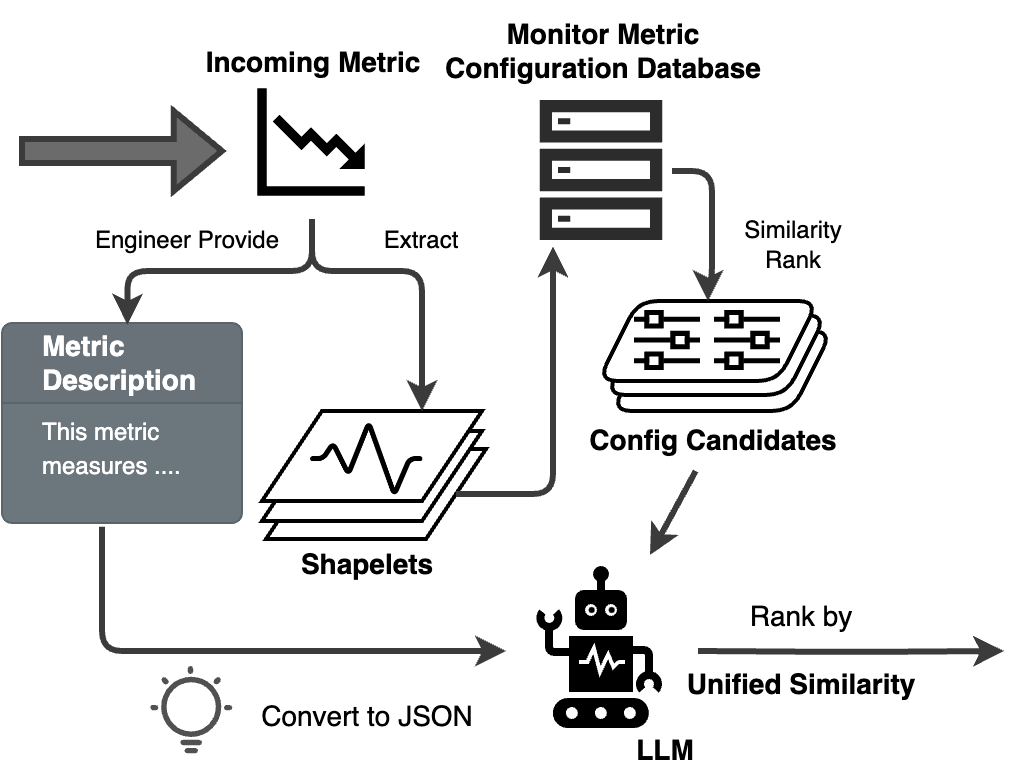 Monitor Metric
Configuration Database
Incoming Metric
Engineer Provide
Extract
Similarity
Rank
Metric
Description
This metric
measures ....
Config Candidates
Shapelets
Rank by
Unified Similarity
Convert to JSON
LLM